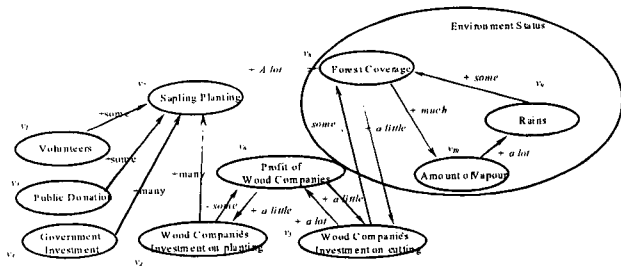 Environment Status
+ A lot
Forest Coverage
+ some
Sapling Planting
+some
+ much
some
+ a little
Rains
Volunteers
+some
+many
+many
Profit of
Wood Companies
+ a lot
Amount of Vapour
Public Donation
- some
+ a little
+ a little
+ a lot
Government
Investment
Wood Companies
Investment on planting
Wood Companies
Investment on cutting